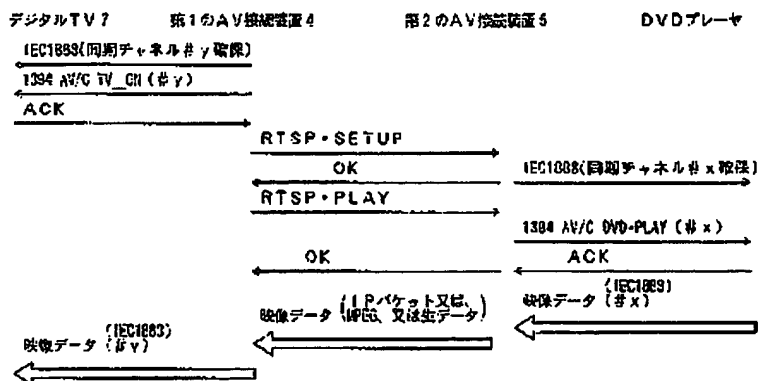 デジタルTV7 第1のAV接続装置4 第2のAV接続装置5 DVDプレーヤ
IEC1883(同期チャネル#y確保)
1394 AV/C TV_ON (#y)
ACK
RTSP・SETUP
OK
IEC1883(同期チャネル#x確保)
RTSP・PLAY
1394 AV/C DVD-PLAY (#x)
OK
ACK
映像データ (IEC1883) (#x)
映像データ (IPパケット又は、MPEG、又は生データ)
映像データ (IEC1883) (#y)